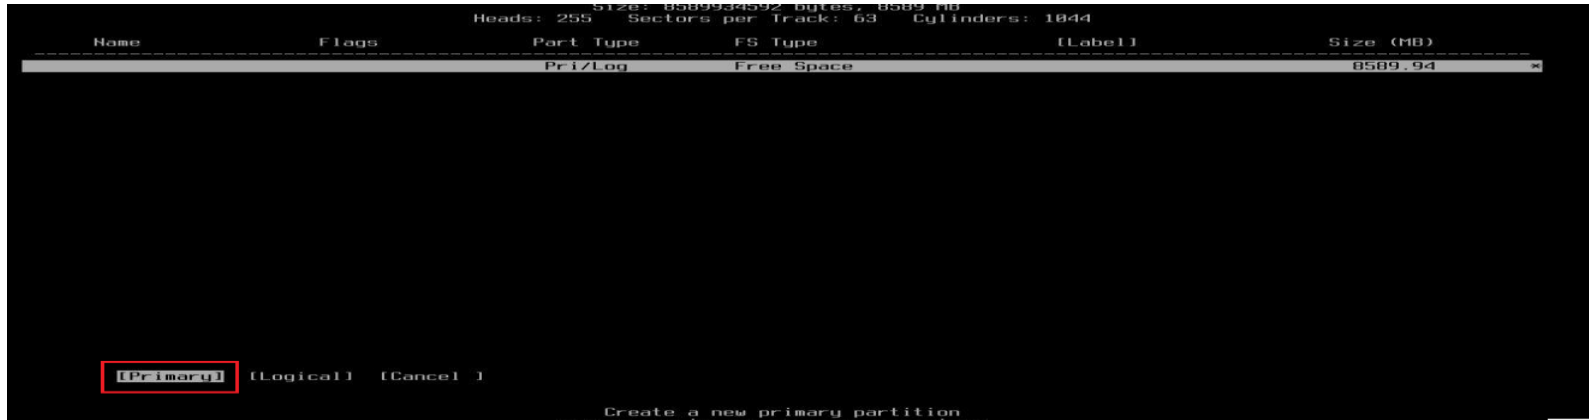 Size: 8589934592 bytes, 8589 MB
Heads: 255 Sectors per Track: 63 Cylinders: 1044
Name Flags Part Type FS Type [Label] Size (MB)
Pri/Log Free Space 8589.94 *
[Primary] [Logical] [Cancel ]
Create a new primary partition